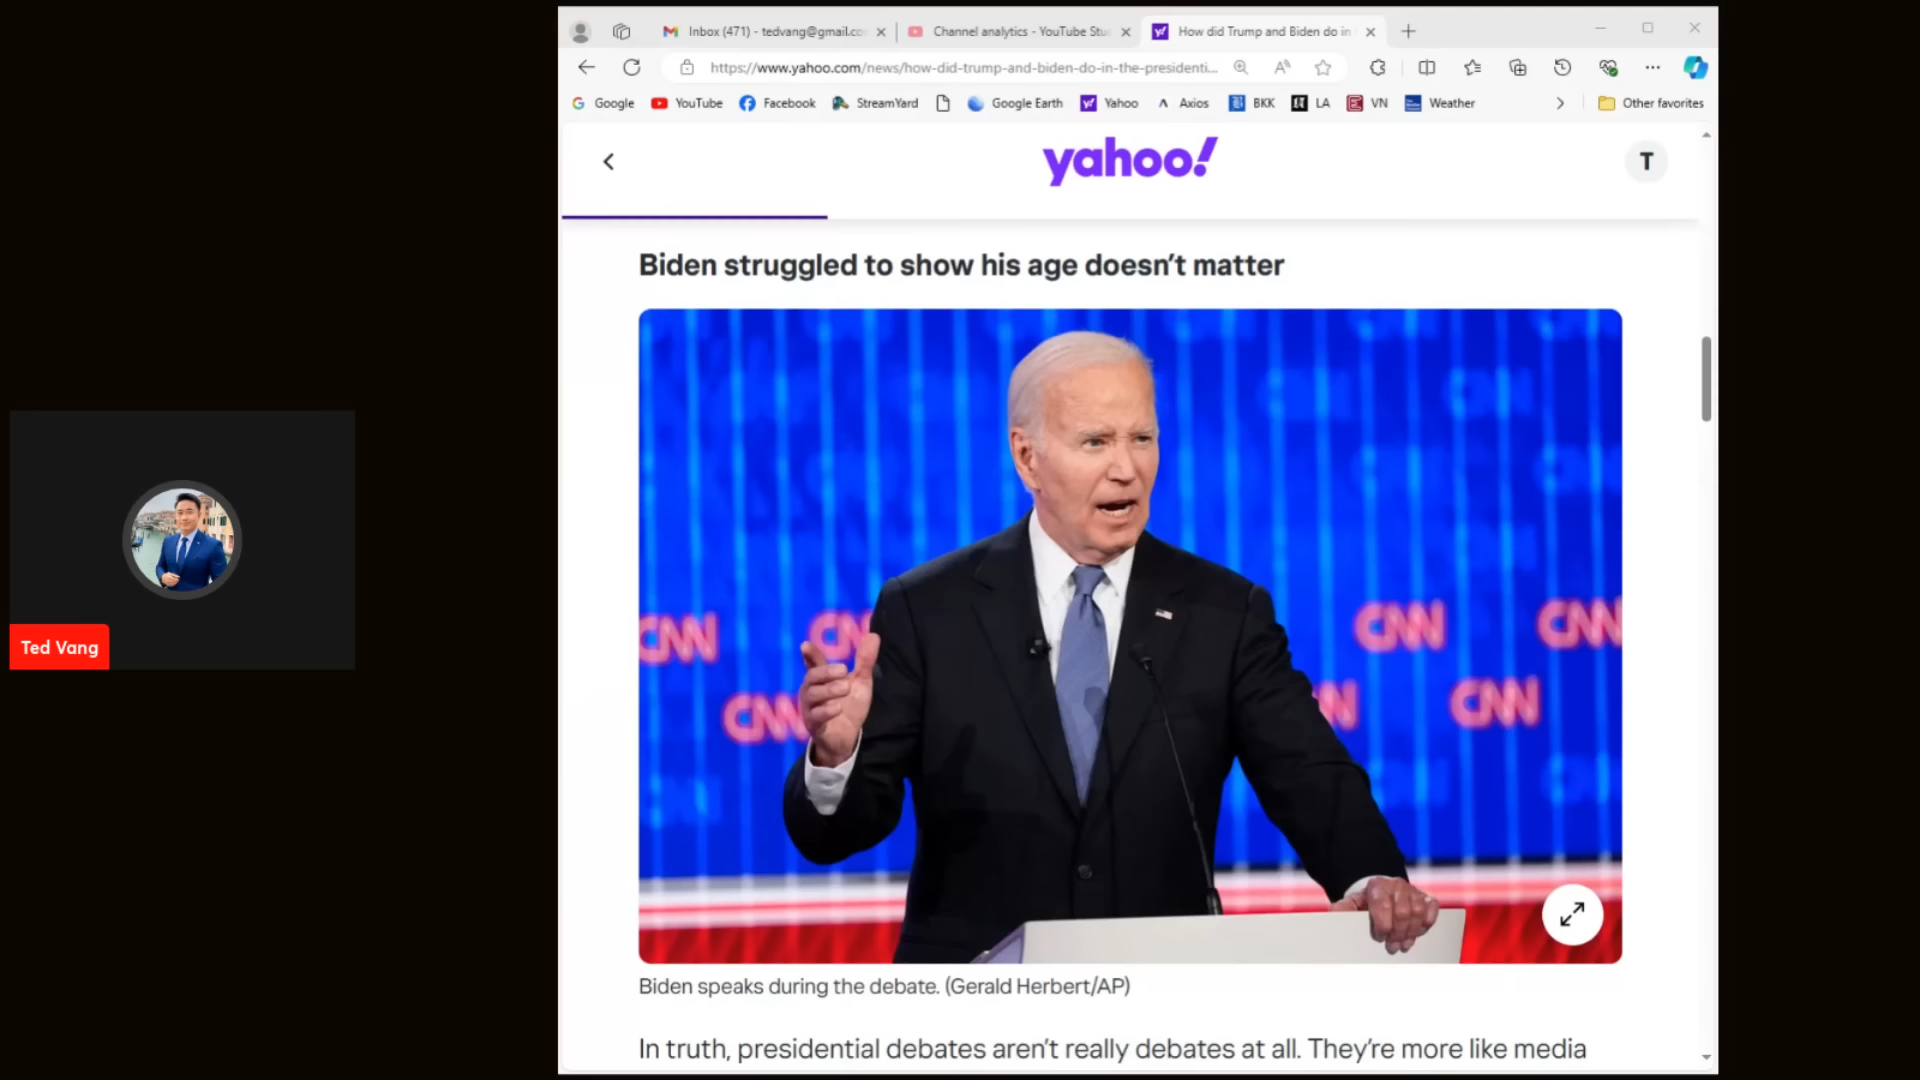 Inbox (471) - tedvang@gmail.co
Channel analytics - YouTube Stu
How did Trump and Biden do in
https://www.yahoo.com/news/how-did-trump-and-biden-do-in-the-presidenti...
Google
YouTube
Facebook
StreamYard
Google Earth
Yahoo
Axios
BKK
LA
VN
Weather
Other favorites
yahoo!
T
Biden struggled to show his age doesn't matter
CNN
CNN
CNN
CNN
CNN
CNN
Ted Vang
Biden speaks during the debate. (Gerald Herbert/AP)
In truth, presidential debates aren't really debates at all. They're more like media